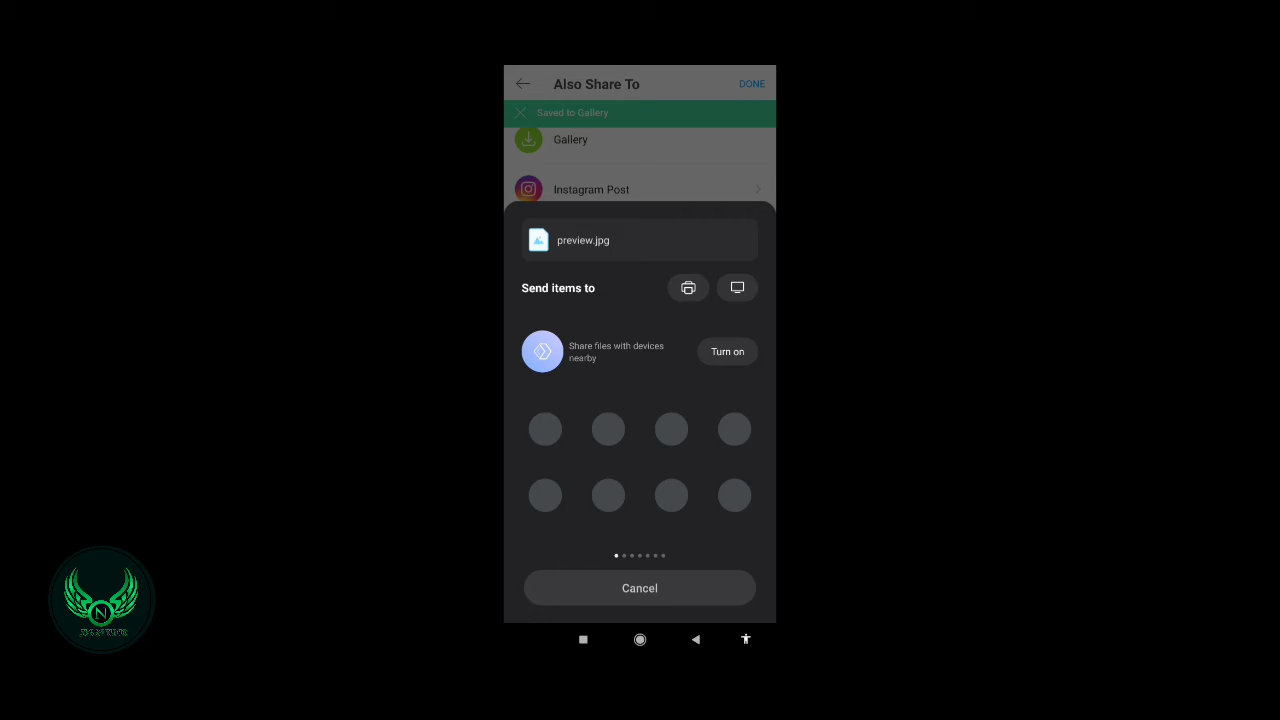 Also Share To
DONE
Saved to Gallery
Gallery
Instagram Post
preview.jpg
Send items to
Share files with devices
nearby
Turn on
Cancel
N